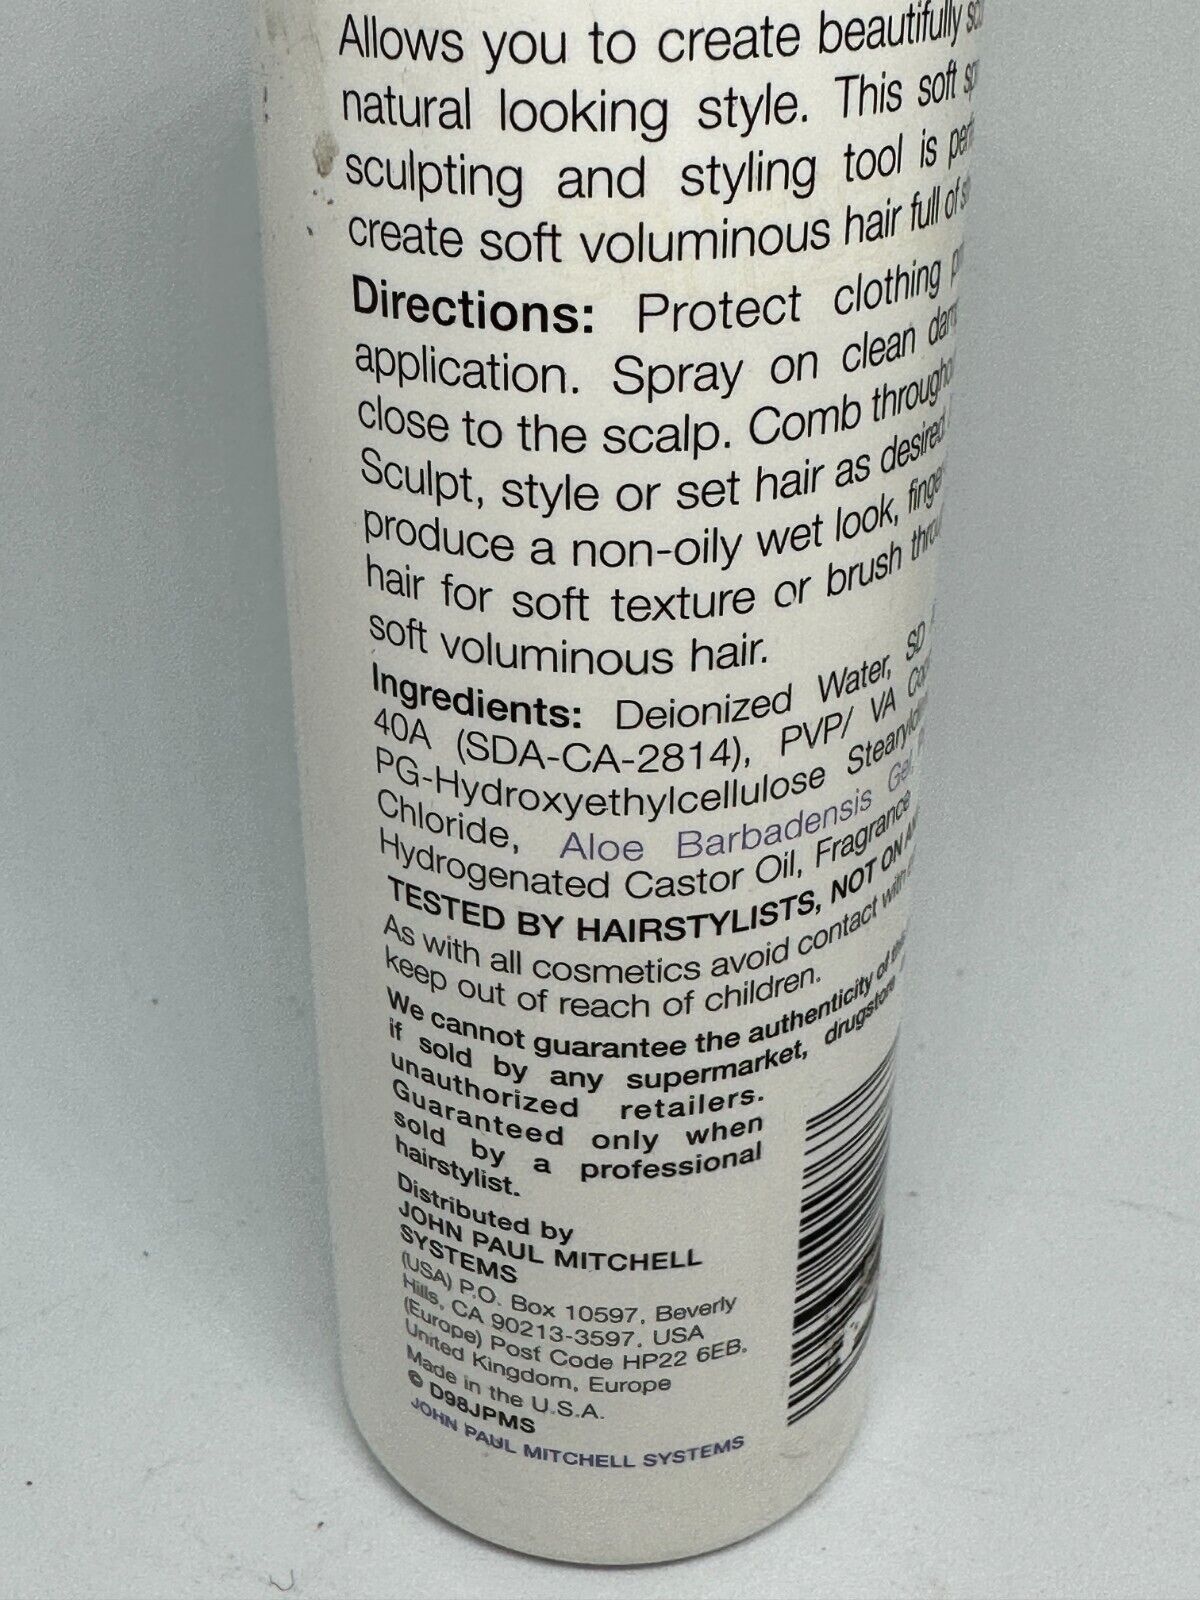 Allows you to create beautifully
natural looking style. This soft
sculpting and styling tool is
create soft voluminous hair full of
Directions: Protect clothing
application. Spray on clean
close to the scalp. Comb
Sculpt, style or set hair as desired
produce a non-oily wet look,
hair for soft texture or brush
soft voluminous hair.
Ingredients: Deionized Water, SD
40A (SDA-CA-2814), PVP/ VA
PG-Hydroxyethylcellulose
Chloride, Aloe Barbadensis Gel,
Hydrogenated Castor Oil, Fragrance
TESTED BY HAIRSTYLISTS, NOT ON
As with all cosmetics avoid contact with
keep out of reach of children.
We cannot guarantee the authenticity of
if sold by any supermarket, drugstore
unauthorized retailers.
Guaranteed only when
sold by a professional
hairstylist.
Distributed by
JOHN PAUL MITCHELL
SYSTEMS
(USA) P.O. Box 10597, Beverly
Hills, CA 90213-3597, USA
(Europe) Post Code HP22 6EB,
United Kingdom, Europe
Made in the U.S.A.
© D98JPMS
JOHN PAUL MITCHELL SYSTEMS